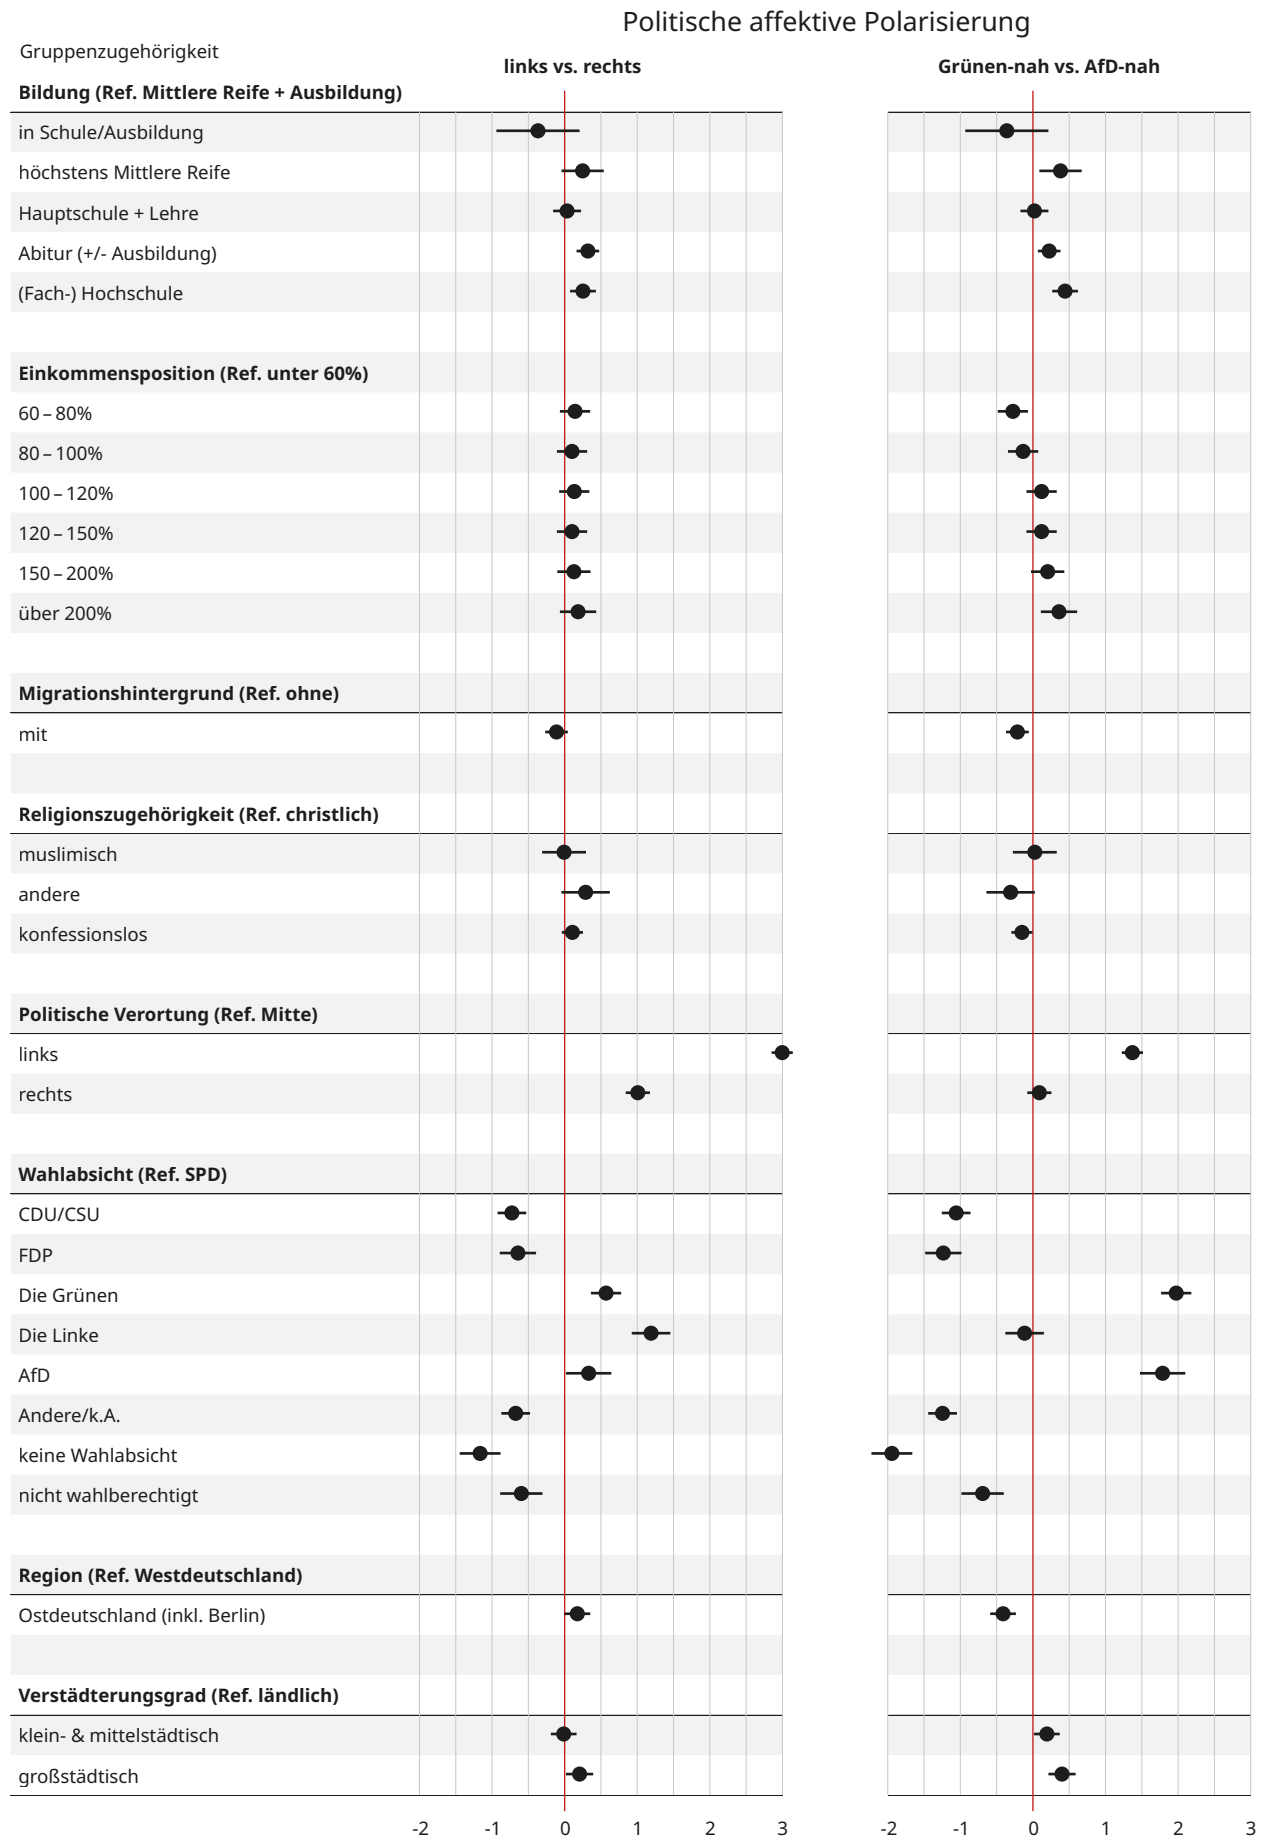 Politische affektive Polarisierung
Gruppenzugehörigkeit
links vs. rechts
Grünen-nah vs. AfD-nah
Bildung (Ref. Mittlere Reife + Ausbildung)
in Schule/Ausbildung
höchstens Mittlere Reife
Hauptschule + Lehre
Abitur (+/- Ausbildung)
(Fach-) Hochschule
Einkommensposition (Ref. unter 60%)
60 – 80%
80 – 100%
100 – 120%
120 – 150%
150 – 200%
über 200%
Migrationshintergrund (Ref. ohne)
mit
Religionszugehörigkeit (Ref. christlich)
muslimisch
andere
konfessionslos
Politische Verortung (Ref. Mitte)
links
rechts
Wahlabsicht (Ref. SPD)
CDU/CSU
FDP
Die Grünen
Die Linke
AfD
Andere/k.A.
keine Wahlabsicht
nicht wahlberechtigt
Region (Ref. Westdeutschland)
Ostdeutschland (inkl. Berlin)
Verstädterungsgrad (Ref. ländlich)
klein- & mittelstädtisch
großstädtisch
-2 -1 0 1 2 3 -2 -1 0 1 2 3